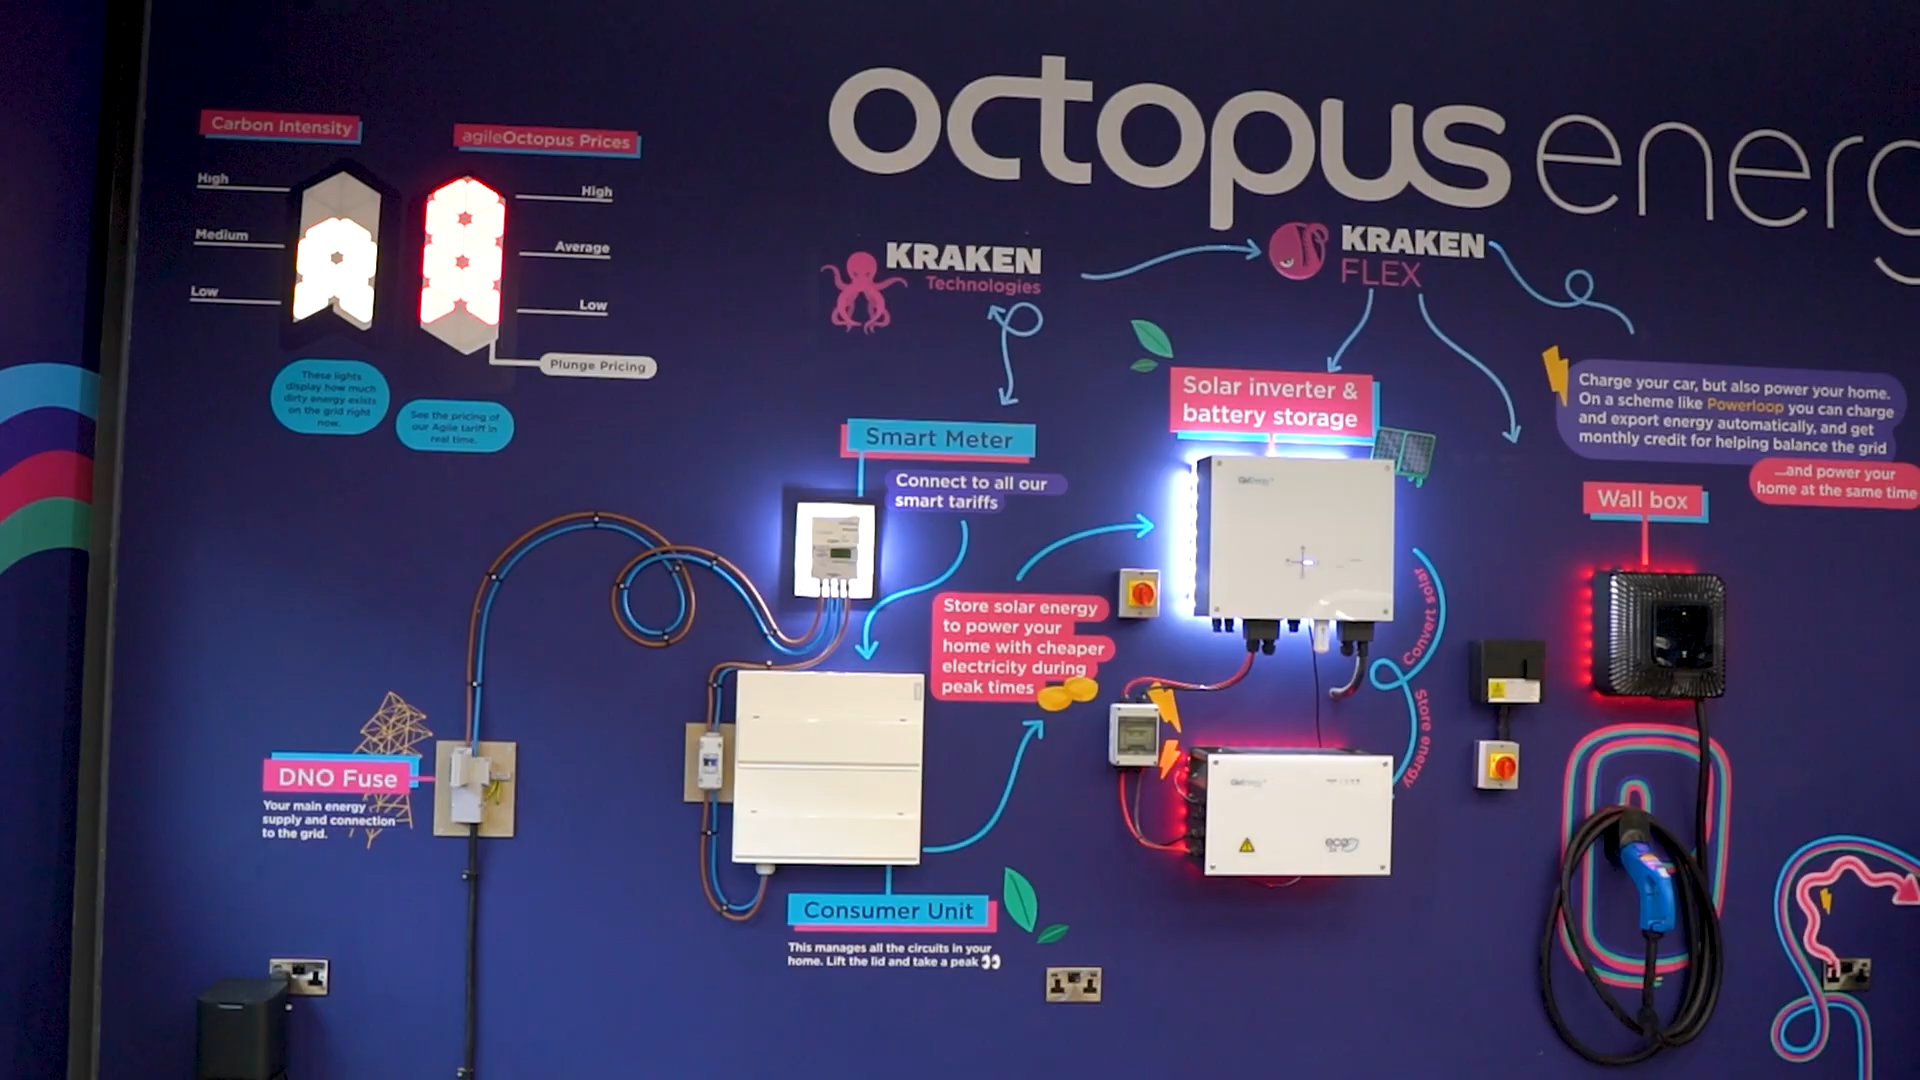 octopus energ
Carbon Intensity
High
Medium
Low
These lights
display how much
dirty energy exists
on the grid right
now.
agileOctopus Prices
High
Average
Low
Plunge Pricing
See the pricing of
our Agile tariff in
real time.
KRAKEN
Technologies
KRAKEN
FLEX
Smart Meter
Connect to all our
smart tariffs
Solar inverter &
battery storage
Store solar energy
to power your
home with cheaper
electricity during
peak times
Convert solar
Store energy
Charge your car, but also power your home.
On a scheme like Powerloop you can charge
and export energy automatically, and get
monthly credit for helping balance the grid
...and power your
home at the same time
Wall box
DNO Fuse
Your main energy
supply and connection
to the grid.
Consumer Unit
This manages all the circuits in your
home. Lift the lid and take a peak
GivEnergy
GivEnergy
eco